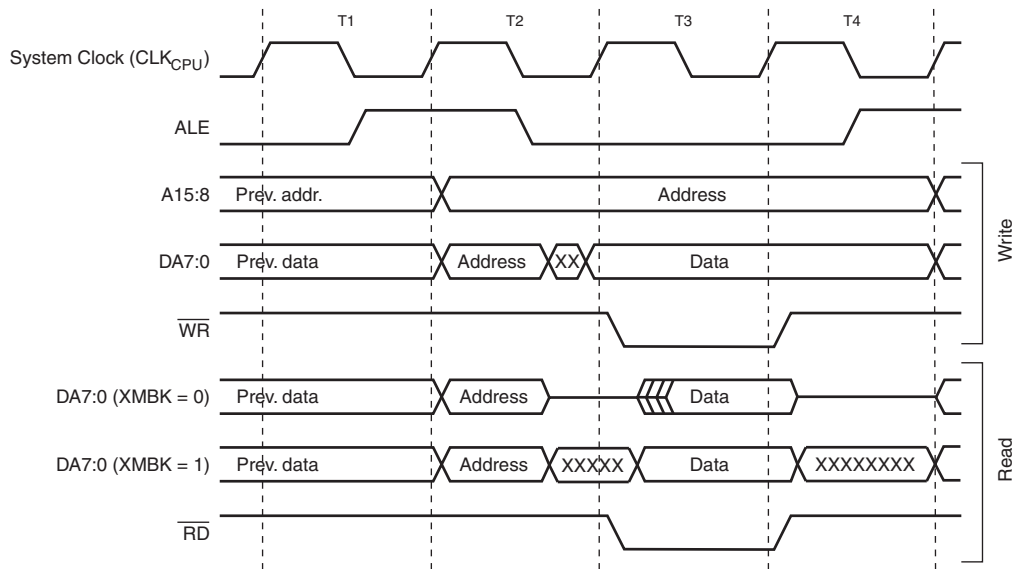 T1 T2 T3 T4
System Clock (CLKCPU)
ALE
A15:8 Prev. addr. Address
DA7:0 Prev. data Address XX Data
WR
Write
DA7:0 (XMBK = 0) Prev. data Address Data
DA7:0 (XMBK = 1) Prev. data Address XXXXX Data XXXXXXXX
RD
Read